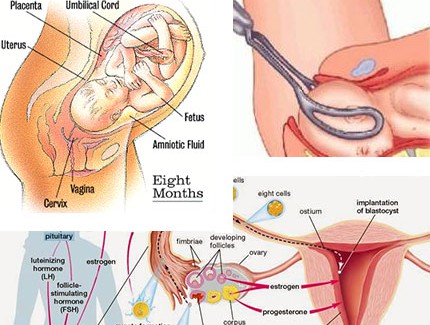 Placenta
Umbilical Cord
Uterus
Fetus
Amniotic Fluid
Eight
Months
Vagina
Cervix
cells
eight cells
implantation
of blastocyst
ostium
pituitary
luteinizing
hormone
(LH)
estrogen
follicle-
stimulating
hormone
(FSH)
fimbriae
developing
follicles
ovary
estrogen
progesterone
corpus